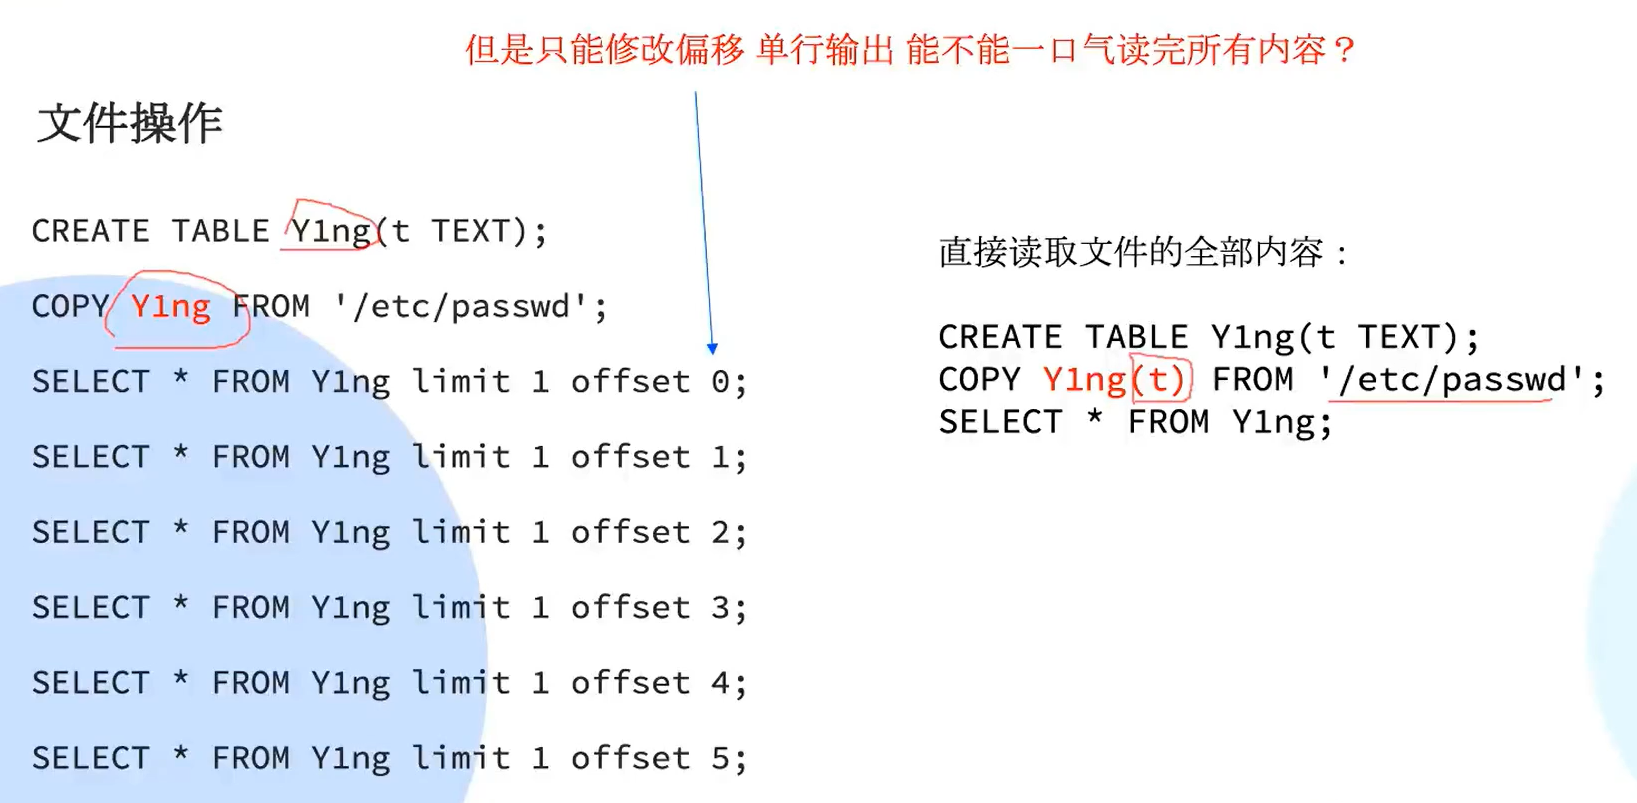 但是只能修改偏移 单行输出 能不能一口气读完所有内容？
文件操作
CREATE TABLE Y1ng(t TEXT);
COPY Y1ng FROM '/etc/passwd';
SELECT * FROM Y1ng limit 1 offset 0;
SELECT * FROM Y1ng limit 1 offset 1;
SELECT * FROM Y1ng limit 1 offset 2;
SELECT * FROM Y1ng limit 1 offset 3;
SELECT * FROM Y1ng limit 1 offset 4;
SELECT * FROM Y1ng limit 1 offset 5;
直接读取文件的全部内容：
CREATE TABLE Y1ng(t TEXT);
COPY Y1ng(t) FROM '/etc/passwd';
SELECT * FROM Y1ng;